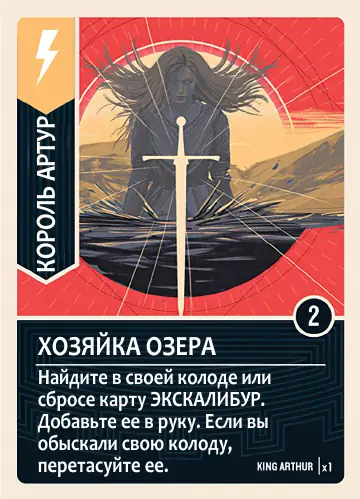 КОРОЛЬ АРТУР
2
ХОЗЯЙКА ОЗЕРА
Найдите в своей колоде или
сбросе карту ЭКСКАЛИБУР.
Добавьте ее в руку. Если вы
обыскали свою колоду,
перетасуйте ее.
KING ARTHUR | x1